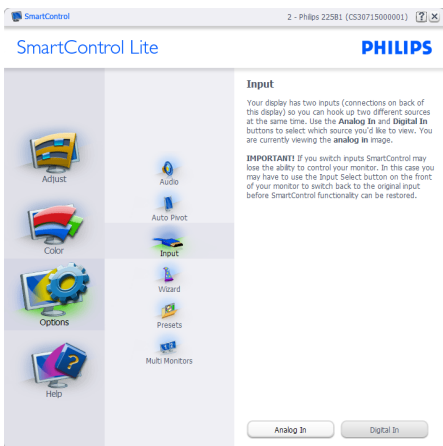 SmartControl
2 - Philips 225B1 (CS30715000001)
SmartControl Lite
PHILIPS
Adjust
Color
Options
Help
Audio
Auto Pivot
Input
Wizard
Presets
Multi Monitors
Input
Your display has two inputs (connections on back of
this display) so you can hook up two different sources
at the same time. Use the Analog In and Digital In
buttons to select which source you'd like to view. You
are currently viewing the analog in image.
IMPORTANT! If you switch inputs SmartControl may
lose the ability to control your monitor. In this case you
may have to use the Input Select button on the front
of your monitor to switch back to the original input
before SmartControl functionality can be restored.
Analog In
Digital In